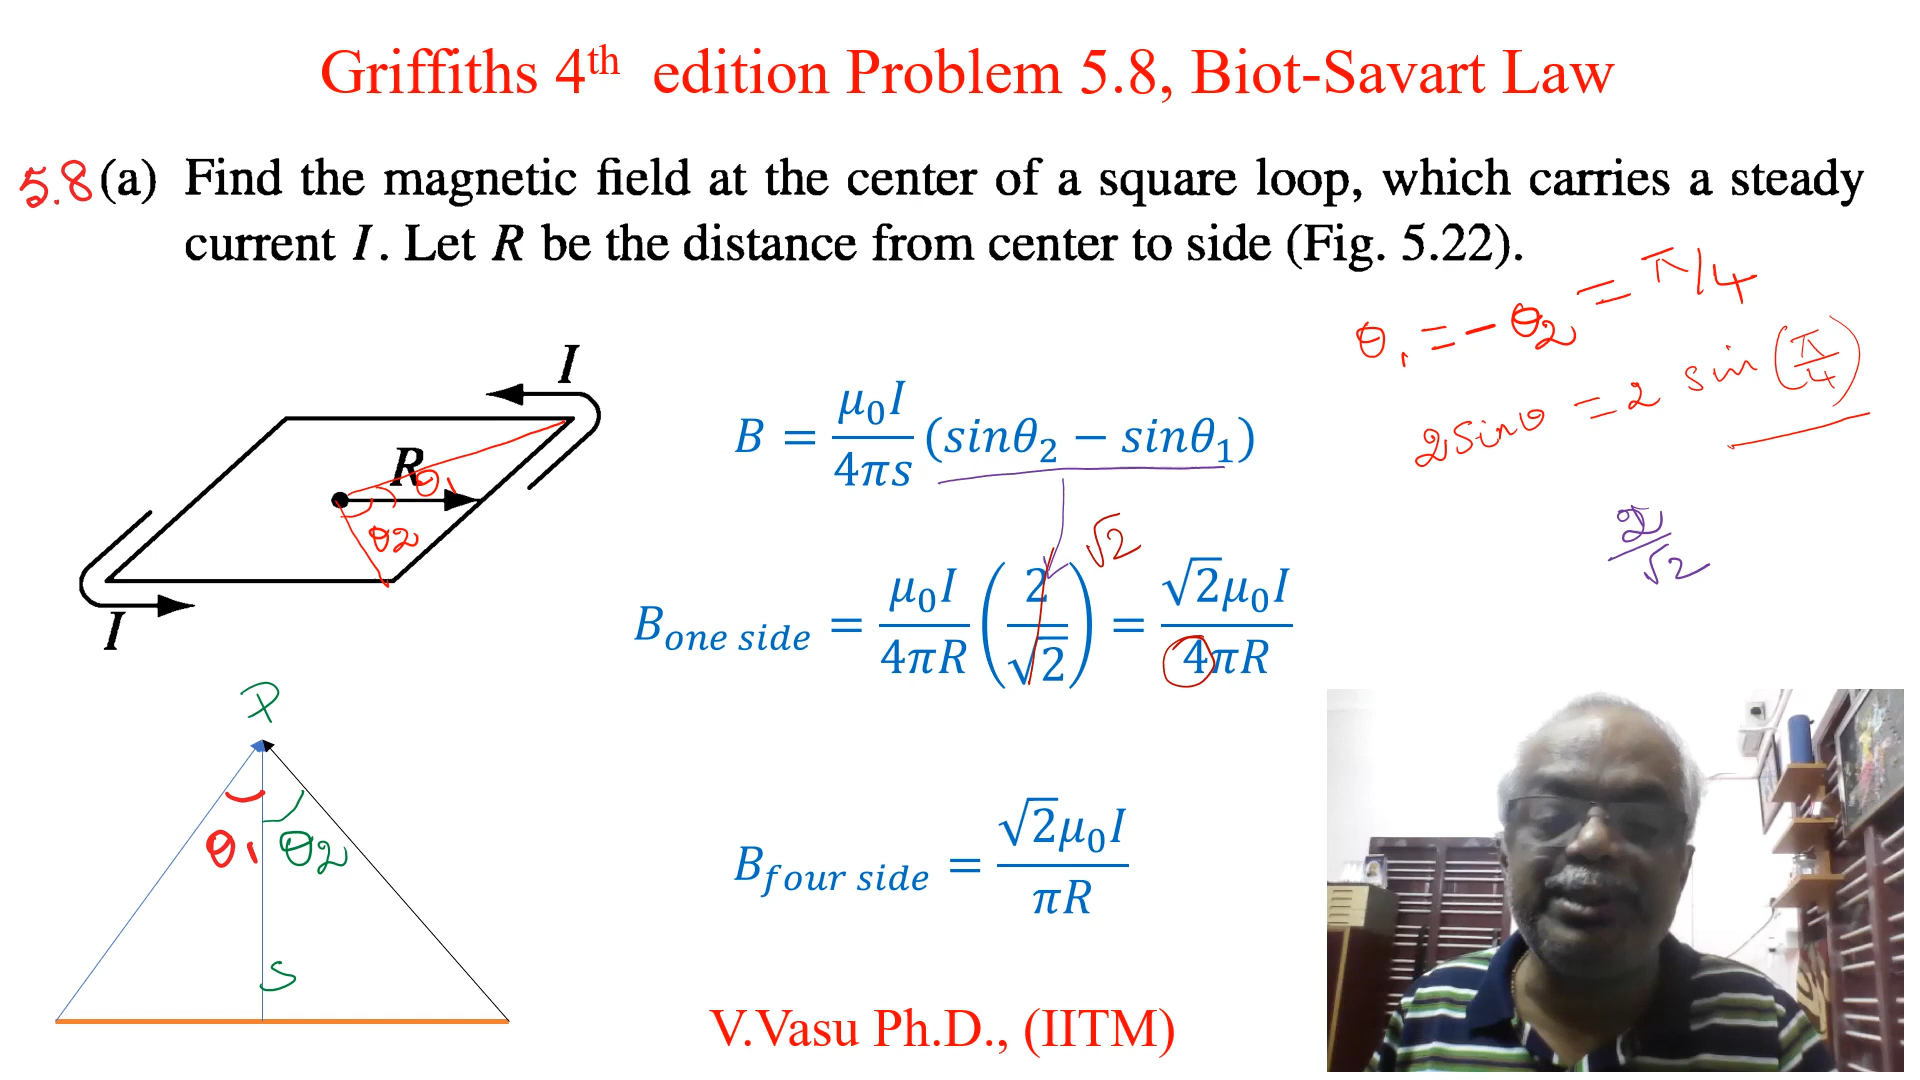 Griffiths 4th edition Problem 5.8, Biot-Savart Law
5.8 (a) Find the magnetic field at the center of a square loop, which carries a steady
current I. Let R be the distance from center to side (Fig. 5.22).
θ₁ = −θ₂ = π/4
2 sinθ = 2 sin (π/4)
I
R
θ₁
θ₂
I
B = μ₀I/4πs (sinθ₂ − sinθ₁)
√2
2/√2
B one side = μ₀I/4πR (2/√2) = √2μ₀I/4πR
P
θ₁ θ₂
S
B four side = √2μ₀I/πR
V.Vasu Ph.D., (IITM)